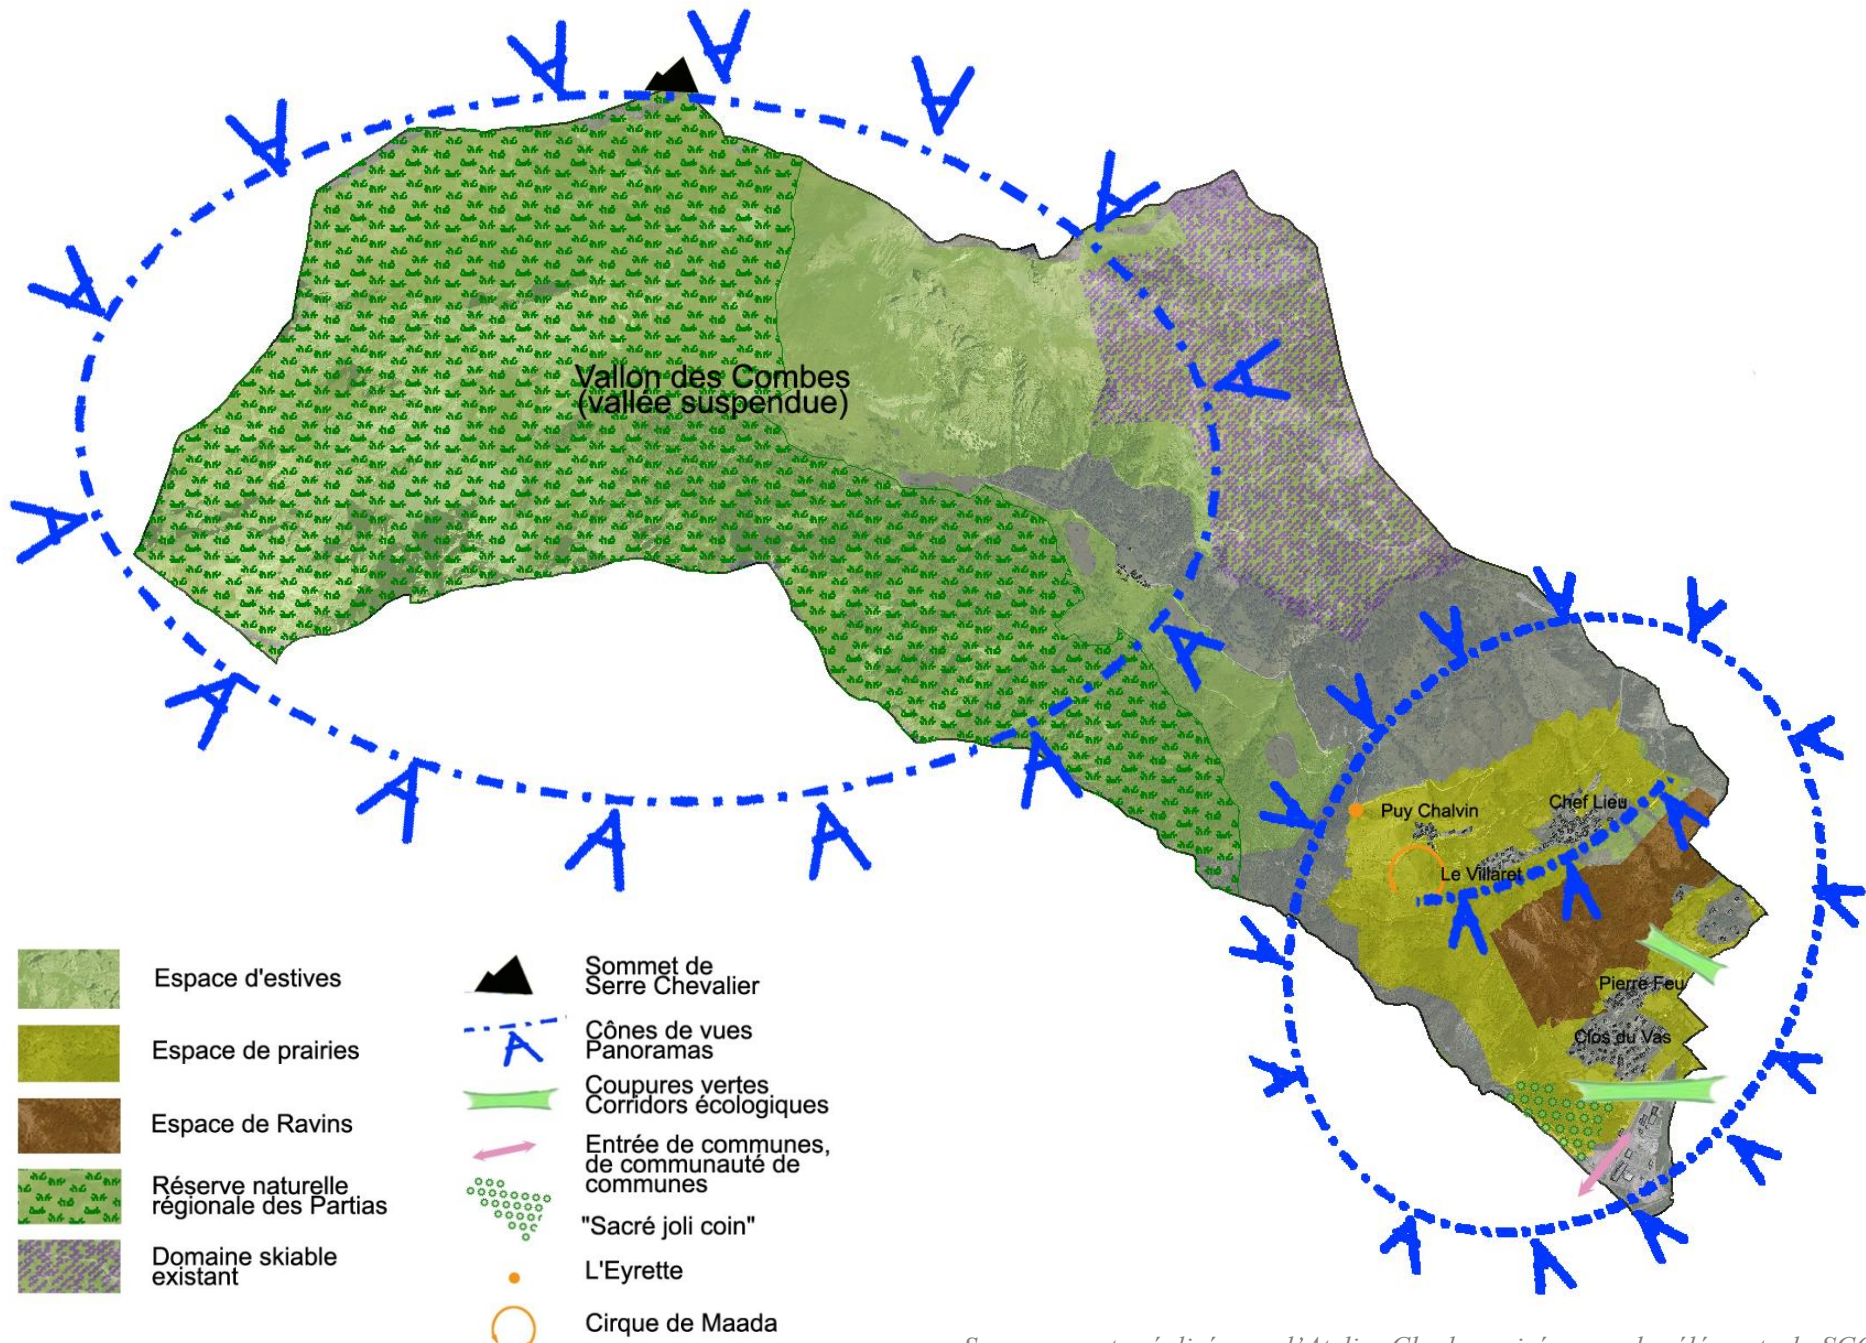 Vallon des Combes
(vallée suspendue)
Puy Chalvin
Chef Lieu
Le Villaret
Pierre Feu
Clos du Vas
Espace d'estives
Espace de prairies
Espace de Ravins
Réserve naturelle
régionale des Partias
Domaine skiable
existant
Sommet de
Serre Chevalier
Cônes de vues
Panoramas
Coupures vertes
Corridors écologiques
Entrée de communes,
de communauté de
communes
"Sacré joli coin"
L'Eyrette
Cirque de Maada